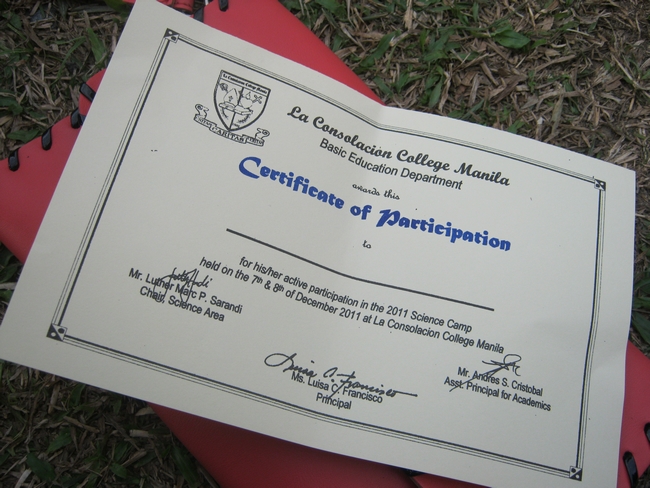 La Consolacion College Manila
Basic Education Department
awards this
Certificate of Participation
to
for his/her active participation in the 2011 Science Camp
held on the 7th & 8th of December 2011 at La Consolacion College Manila
Mr. Luther Marc P. Sarandi
Chair, Science Area
Mr. Andres S. Cristobal
Asst. Principal for Academics
Ms. Luisa C. Francisco
Principal